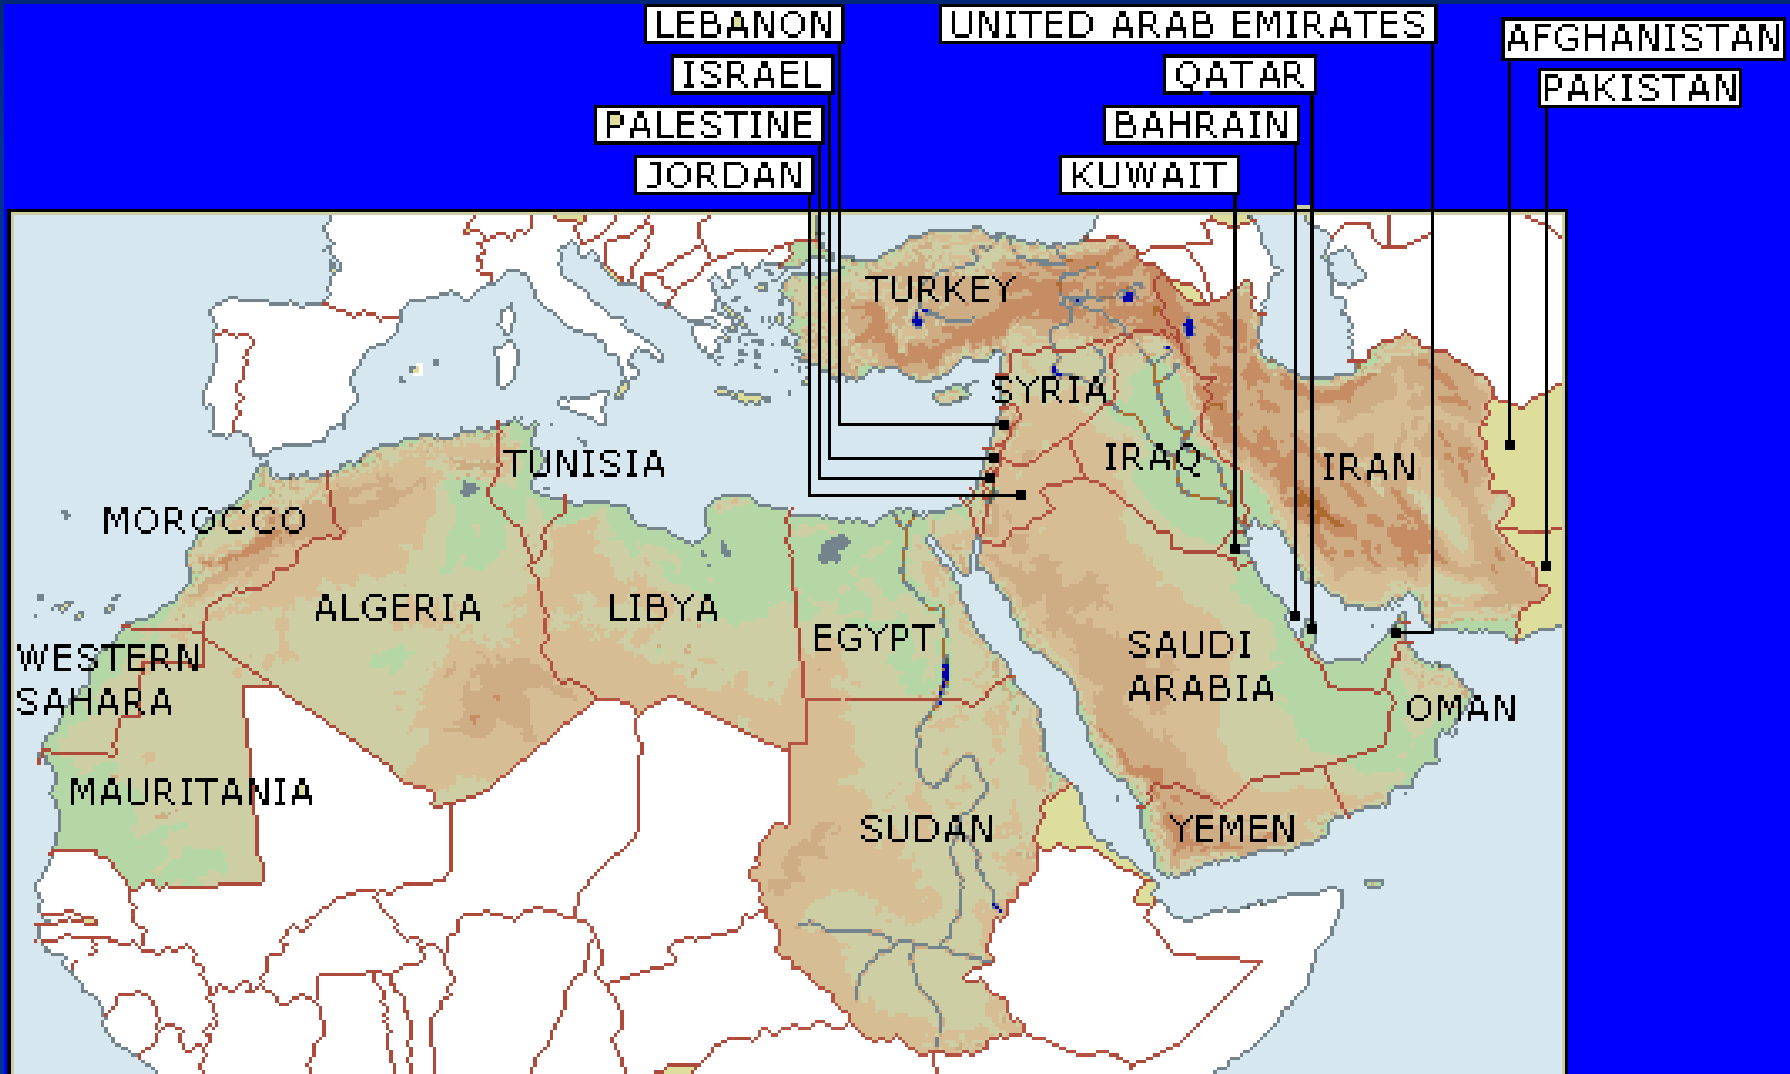 LEBANON
UNITED ARAB EMIRATES
AFGHANISTAN
ISRAEL
QATAR
PAKISTAN
PALESTINE
BAHRAIN
JORDAN
KUWAIT
TURKEY
SYRIA
IRAQ
IRAN
TUNISIA
MOROCCO
ALGERIA
LIBYA
EGYPT
SAUDI
ARABIA
WESTERN
SAHARA
OMAN
MAURITANIA
SUDAN
YEMEN